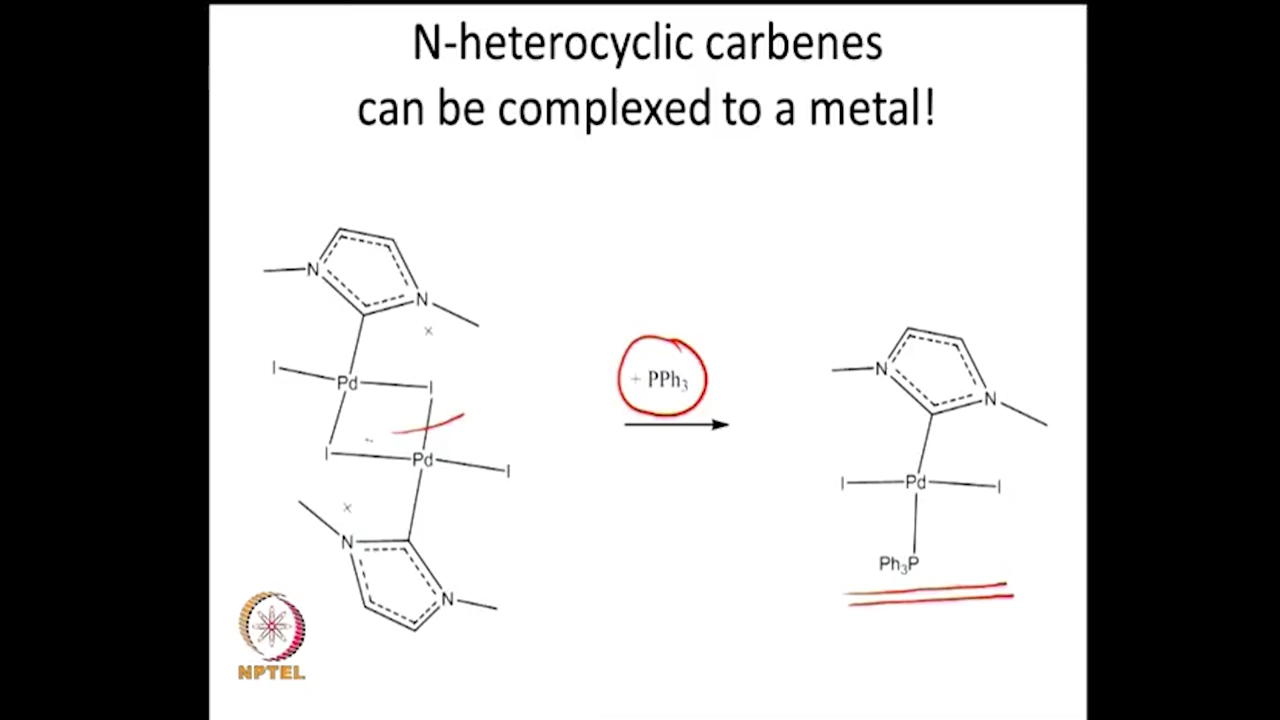 N-heterocyclic carbenes
can be complexed to a metal!
N
N
I
Pd
I
I
Pd
I
N
N
+ PPh₃
N
N
I
Pd
I
Ph₃P
NPTEL